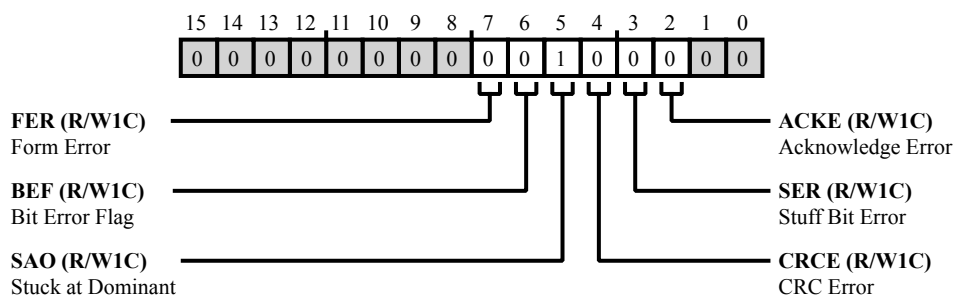 15 14 13 12 11 10 9 8 7 6 5 4 3 2 1 0
0 0 0 0 0 0 0 0 0 0 1 0 0 0 0 0
FER (R/W1C)
Form Error
BEF (R/W1C)
Bit Error Flag
SAO (R/W1C)
Stuck at Dominant
ACKE (R/W1C)
Acknowledge Error
SER (R/W1C)
Stuff Bit Error
CRCE (R/W1C)
CRC Error